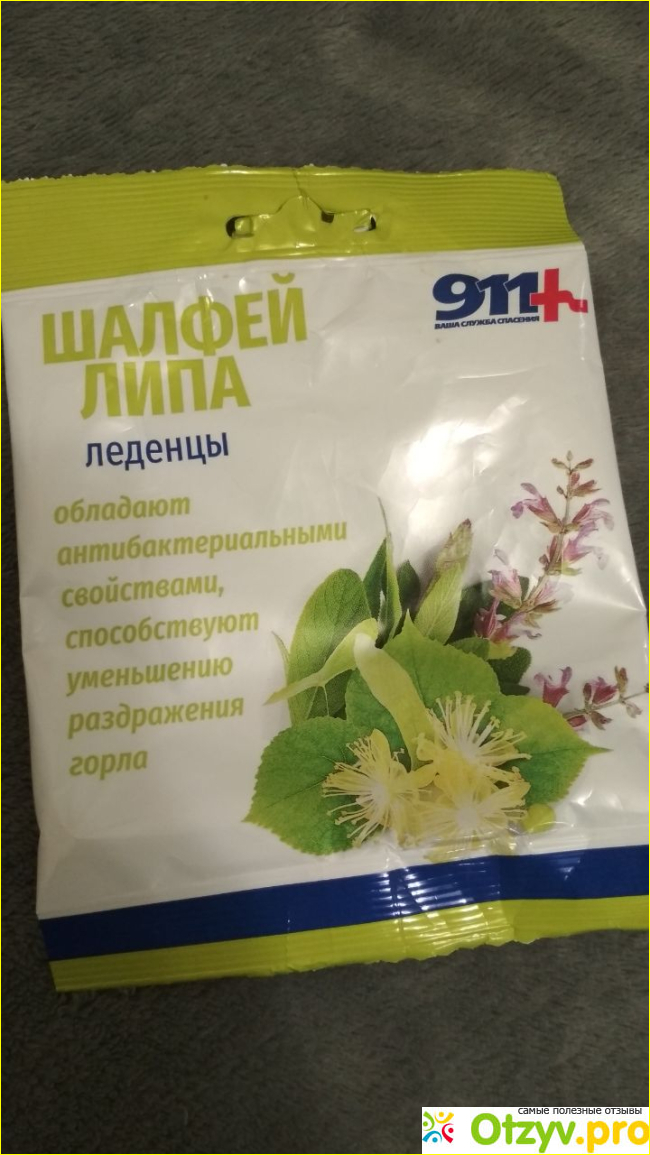 911+
ВАША СЛУЖБА СПАСЕНИЯ
ШАЛФЕЙ
ЛИПА
леденцы
обладают
антибактериальными
свойствами,
способствуют
уменьшению
раздражения
горла
самые полезные отзывы
Otzyv.pro